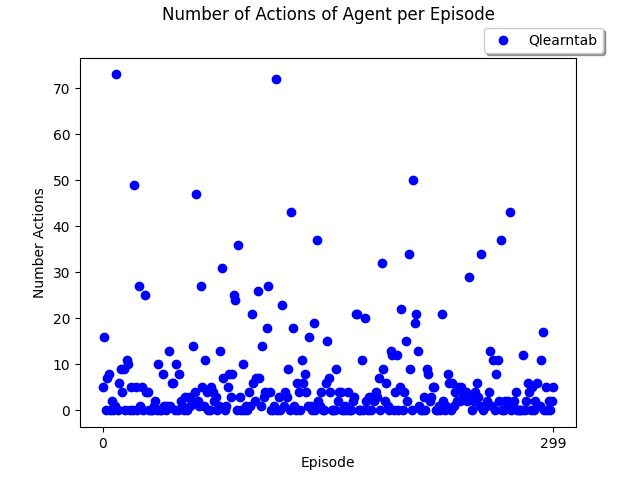 Number of Actions of Agent per Episode
Qlearntab
70
60
50
40
30
20
10
0
Number Actions
0 299
Episode